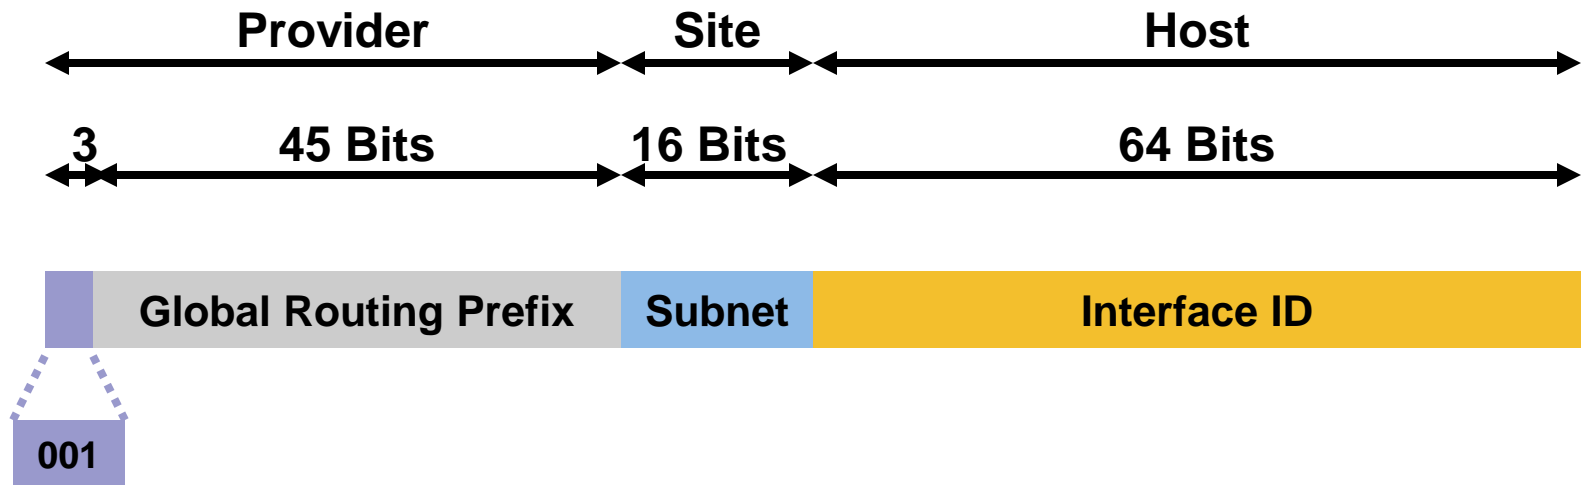 Provider Site Host
3 45 Bits 16 Bits 64 Bits
Global Routing Prefix Subnet Interface ID
001